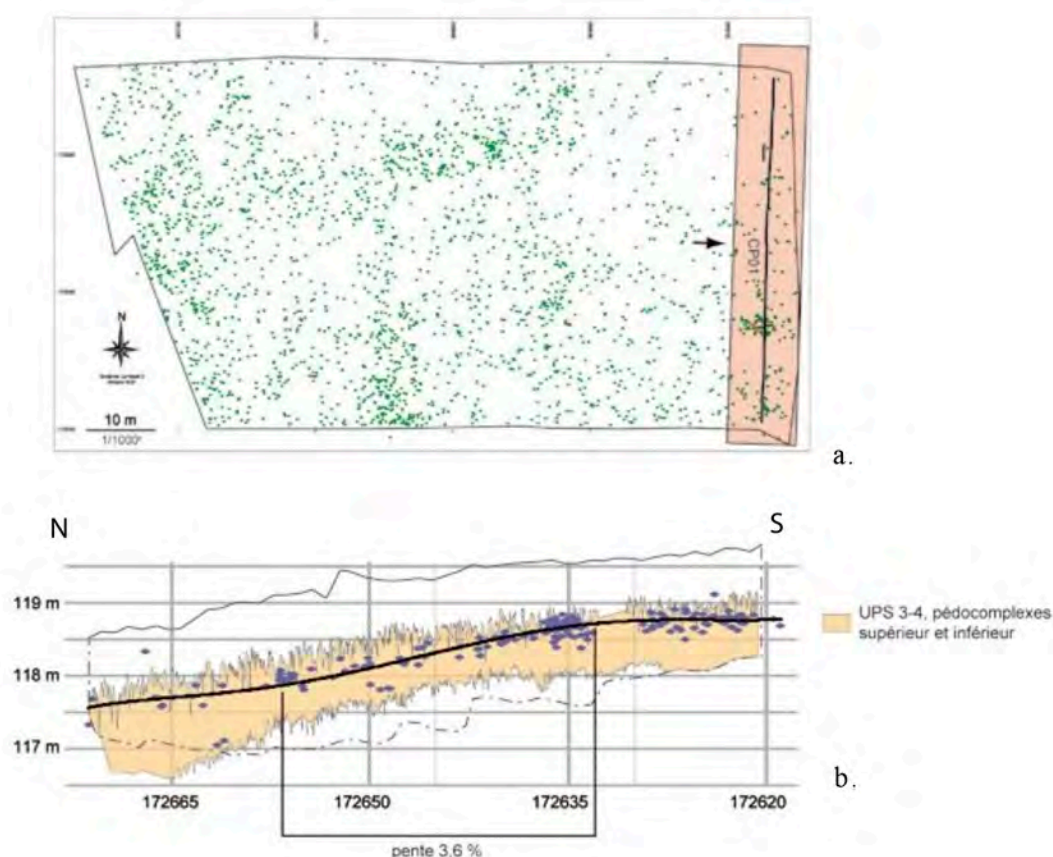 N
10 m
1/1000°
CP01
a.
N
S
119 m
118 m
117 m
UPS 3-4, pédocomplexes
supérieur et inférieur
b.
172665
172650
172635
172620
pente 3,6 %